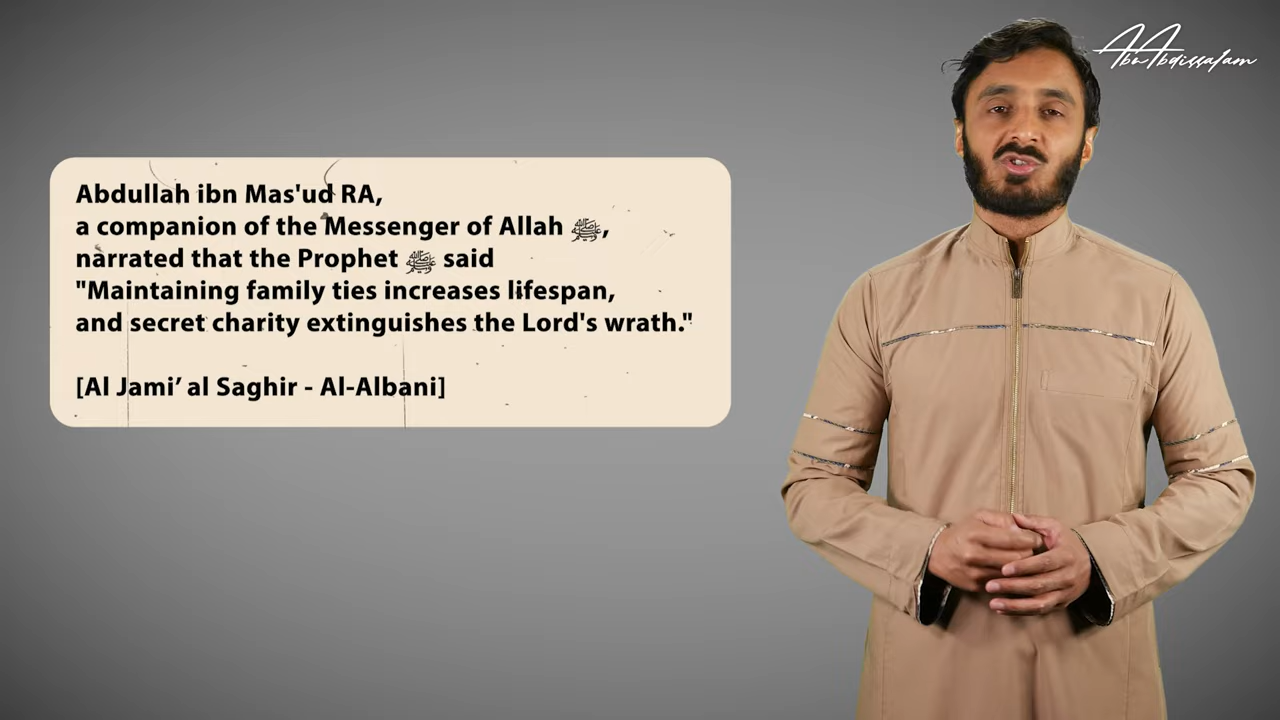 Abdullah ibn Mas'ud RA,
a companion of the Messenger of Allah ﷺ,
narrated that the Prophet ﷺ said
"Maintaining family ties increases lifespan,
and secret charity extinguishes the Lord's wrath."
[Al Jami’ al Saghir - Al-Albani]
Ibn Abdissalam